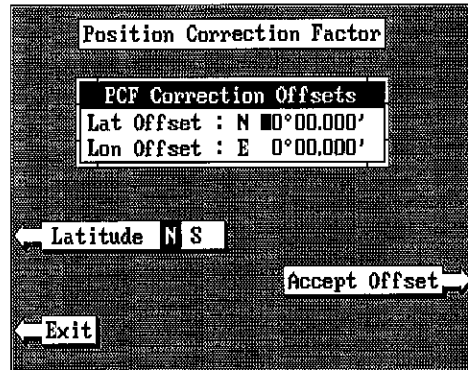 Position Correction Factor
PCF Correction Offsets
Lat Offset : N ■0°00.000'
Lon Offset : E 0°00.000'
Latitude N S
Accept Offset
Exit